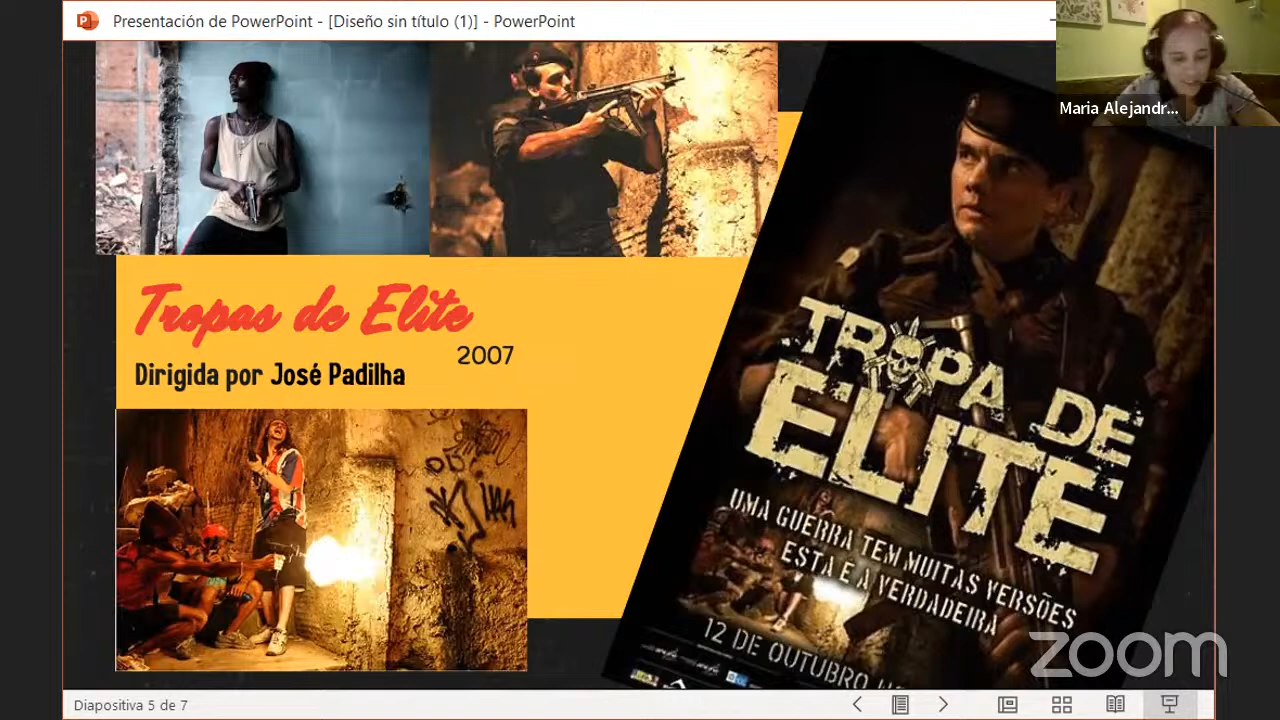 Presentación de PowerPoint - [Diseño sin título (1)] - PowerPoint
Maria Alejandr...
Tropas de Elite
2007
Dirigida por José Padilha
TROPA DE
ELITE
UMA GUERRA TEM MUITAS VERSÕES
ESTA E A VERDADEIRA
12 DE OUTUBRO
zoom
Diapositiva 5 de 7